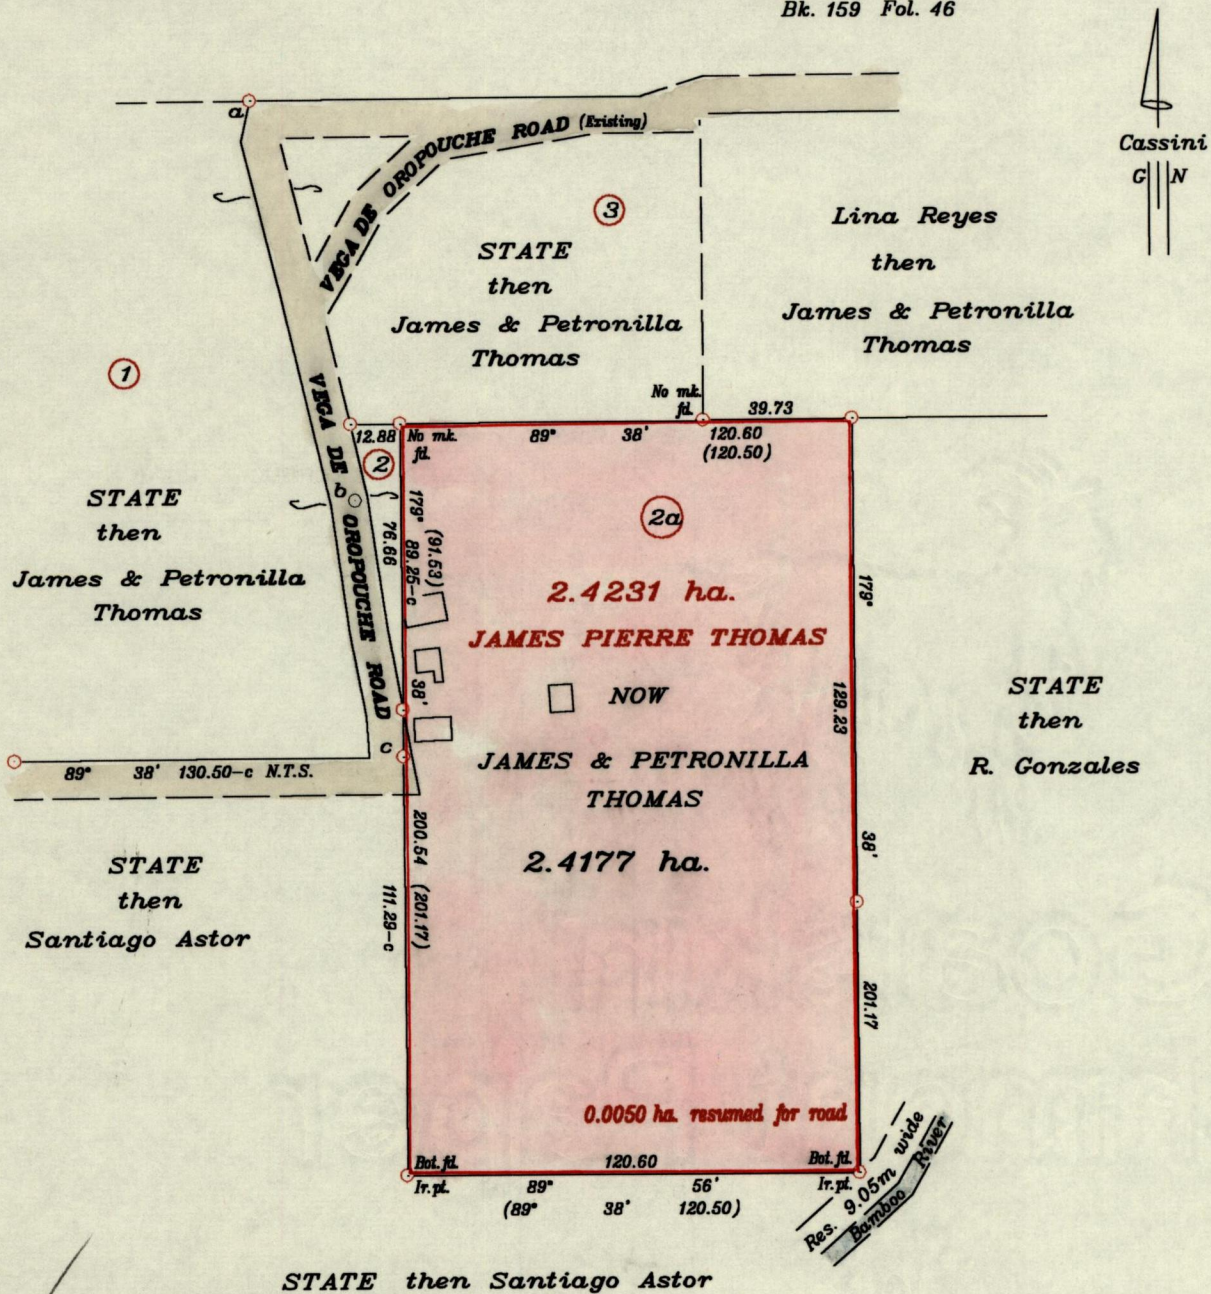 Bk. 159 Fol. 46
a
VEGA DE OROPOUCHE ROAD (Existing)
Cassini
G N
3
STATE
then
James & Petronilla
Thomas
Lina Reyes
then
James & Petronilla
Thomas
1
VEGA DE OROPOUCHE ROAD
No mk.
fd.
39.73
12.88
No mk.
fd.
89° 38' 120.60
(120.50)
2
b
76.66
179° 89.25-c 38'
(91.53)
2a
STATE
then
James & Petronilla
Thomas
2.4231 ha.
JAMES PIERRE THOMAS
NOW
JAMES & PETRONILLA
THOMAS
2.4177 ha.
179° 129.23 38'
201.17
STATE
then
R. Gonzales
c
89° 38' 130.50-c N.T.S.
200.54 (201.17)
111.29-c
STATE
then
Santiago Astor
0.0050 ha. resumed for road
Bot. fd.
Ir. pt.
120.60
Bot. fd.
Ir. pt.
89° 56'
(89° 38' 120.50)
Res. 9.05m wide
Bamboo River
STATE then Santiago Astor